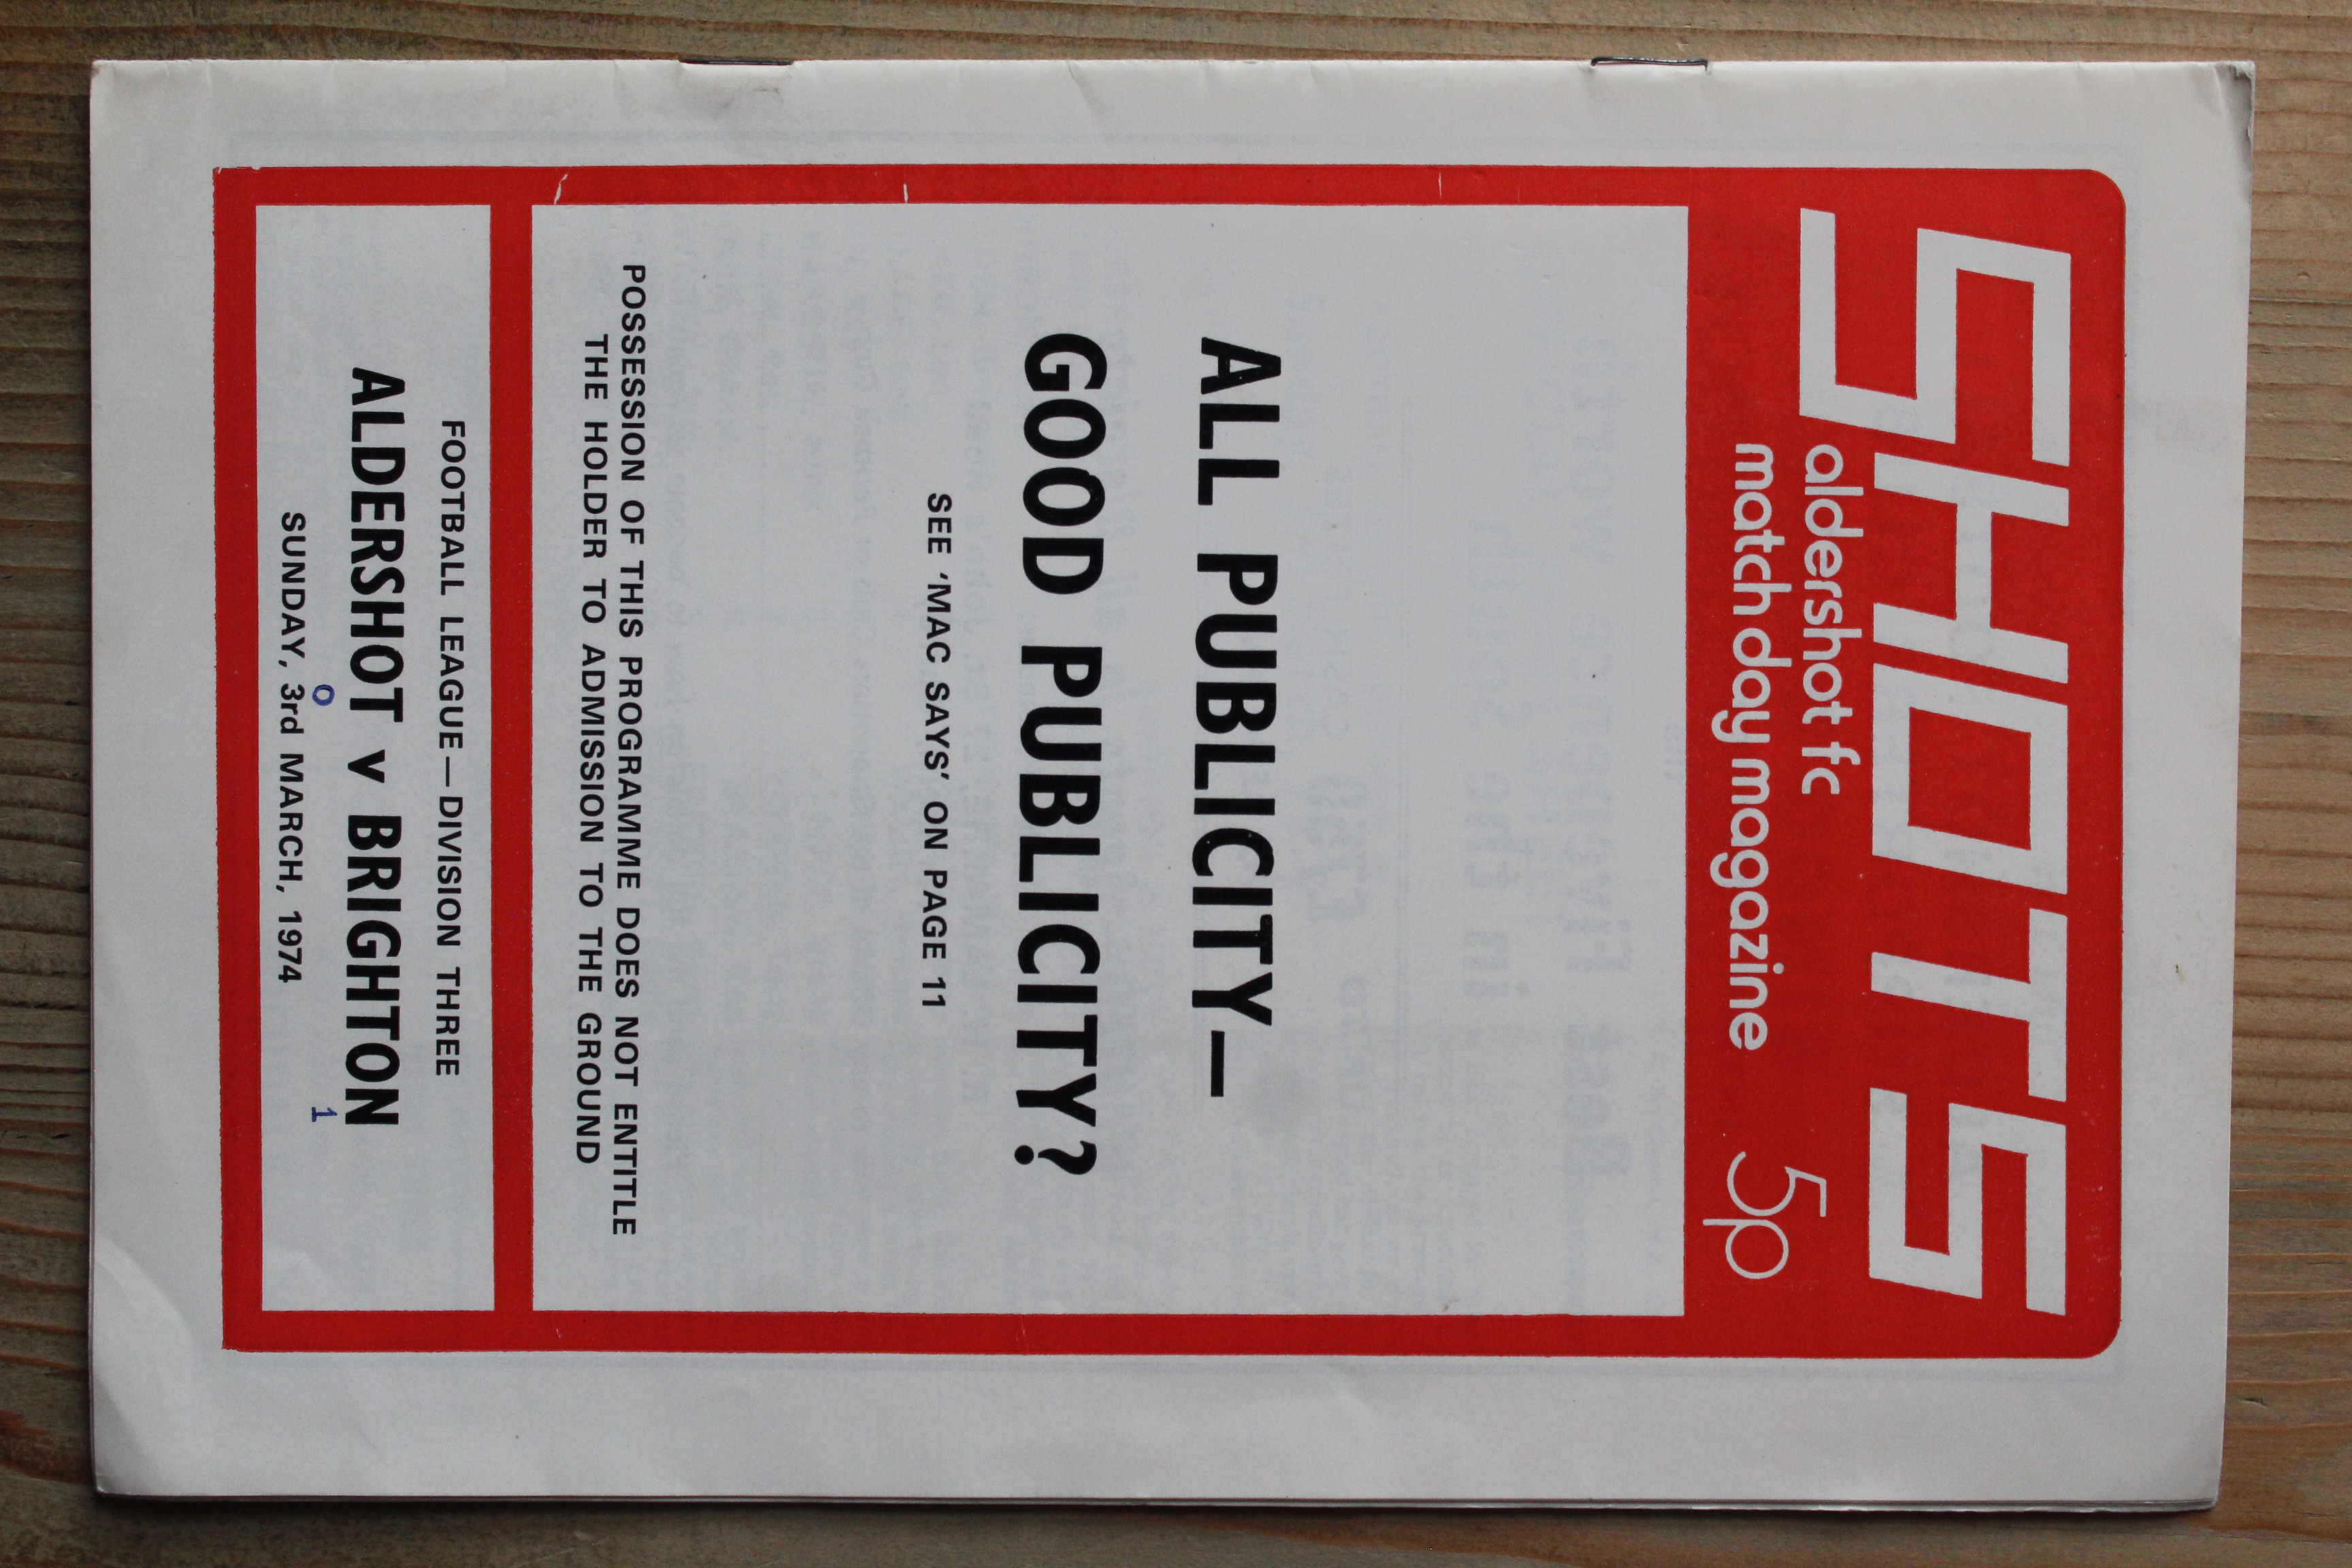 SHOTS
aldershot fc
match day magazine 5p
ALL PUBLICITY—
GOOD PUBLICITY?
SEE ‘MAC SAYS’ ON PAGE 11
POSSESSION OF THIS PROGRAMME DOES NOT ENTITLE
THE HOLDER TO ADMISSION TO THE GROUND
FOOTBALL LEAGUE—DIVISION THREE
ALDERSHOT v BRIGHTON
0 1
SUNDAY, 3rd MARCH, 1974